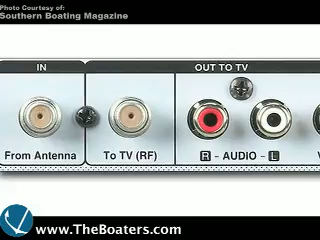 Photo Courtesy of:
Southern Boating Magazine
IN
OUT TO TV
From Antenna
To TV (RF)
R - AUDIO - L
www.TheBoaters.com